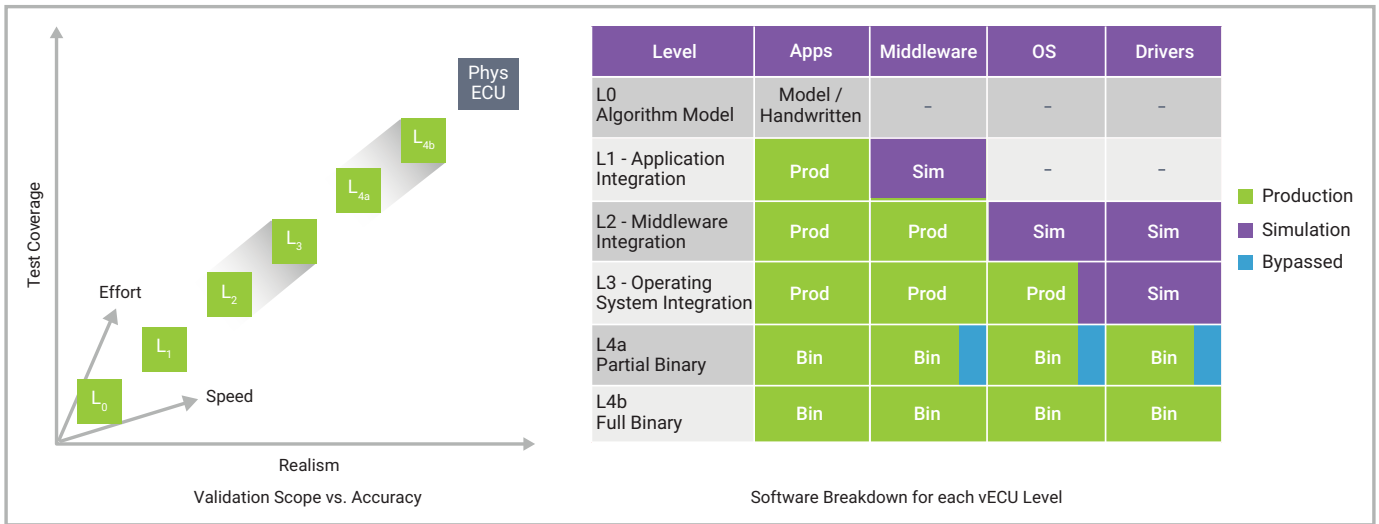 Test Coverage
Effort
Speed
Realism
L0
L1
L2
L3
L4a
L4b
Phys
ECU
Validation Scope vs. Accuracy
Level Apps Middleware OS Drivers
L0
Algorithm Model
Model /
Handwritten
– – –
L1 - Application
Integration
Prod Sim – –
L2 - Middleware
Integration
Prod Prod Sim Sim
L3 - Operating
System Integration
Prod Prod Prod Sim
L4a
Partial Binary
Bin Bin Bin Bin
L4b
Full Binary
Bin Bin Bin Bin
Production
Simulation
Bypassed
Software Breakdown for each vECU Level